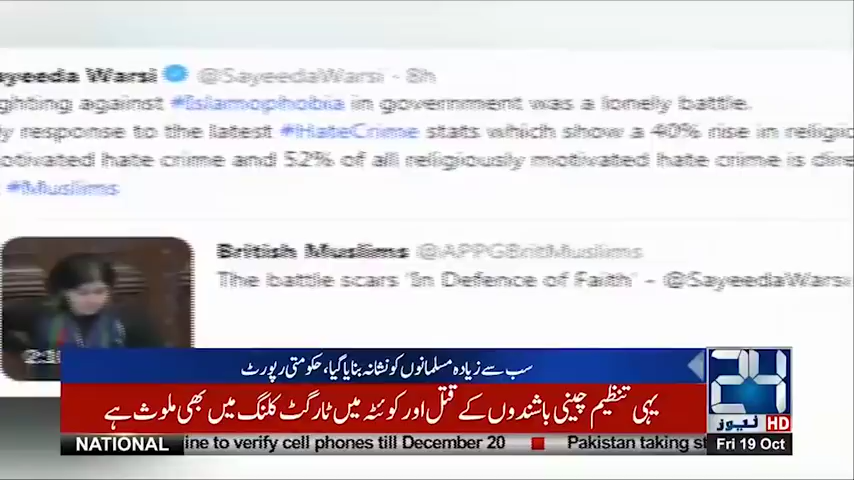 ayeeda Warsi @SayeedaWarsi - 8h
ghting against #Islamophobia in government was a lonely battle.
y response to the latest #HateCrime stats which show a 40% rise in religio
otivated hate crime and 52% of all religiously motivated hate crime is dire
#Muslims
British Muslims @APPGBritMuslims
The battle scars 'In Defence of Faith' - @SayeedaWarsi
سب سے زیادہ مسلمانوں کو نشانہ بنایا گیا، حکومتی رپورٹ
یہی تنظیم چینی باشندوں کے قتل اور کوئٹہ میں ٹارگٹ کلنگ میں بھی ملوث ہے
24
نیوز HD
NATIONAL ine to verify cell phones till December 20 Pakistan taking st
Fri 19 Oct